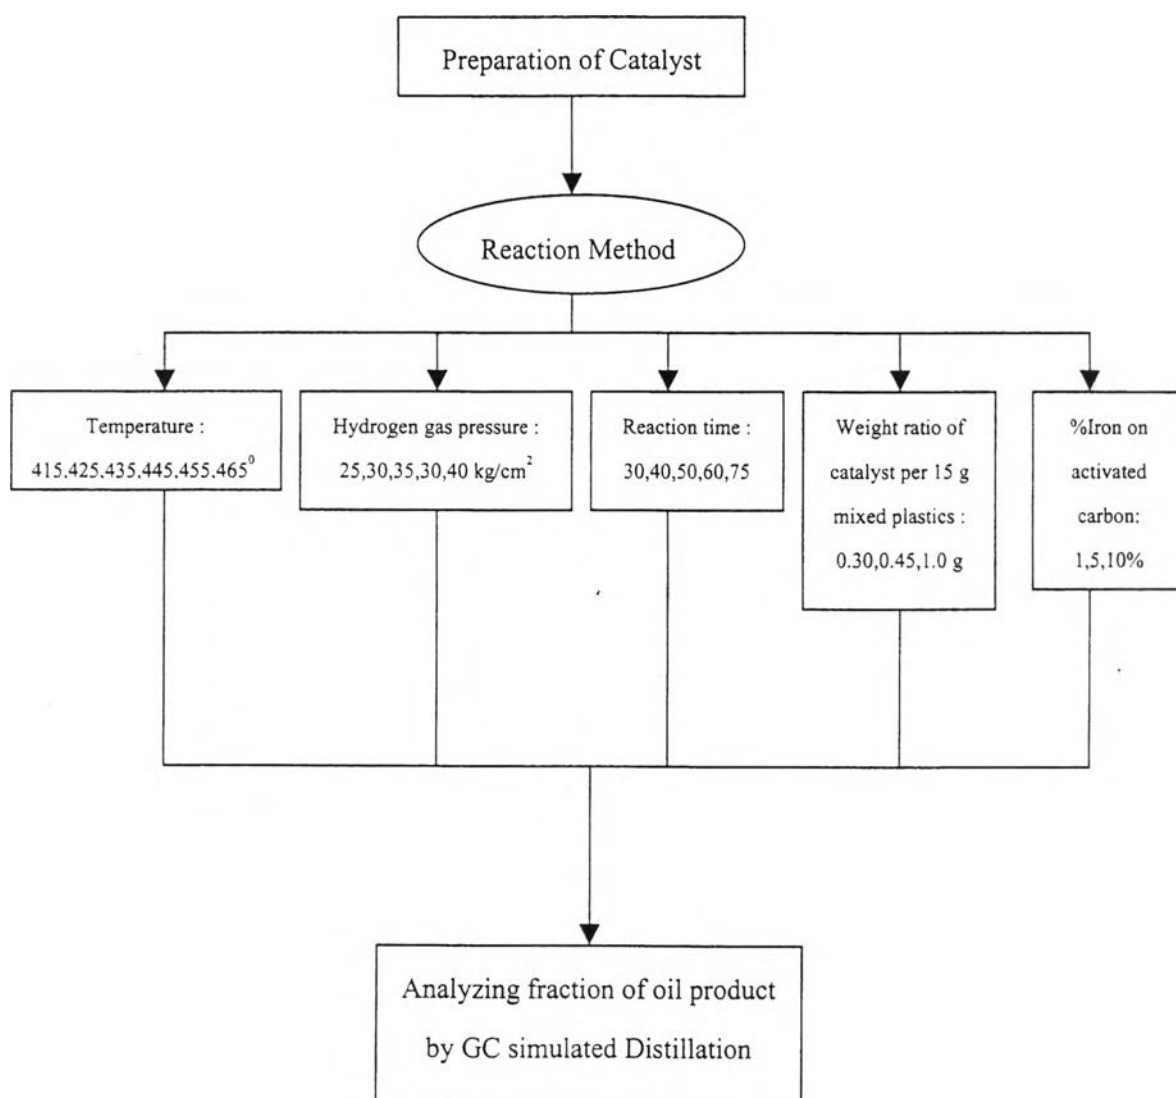 Preparation of Catalyst
Reaction Method
Temperature :
415,425,435,445,455,465⁰
Hydrogen gas pressure :
25,30,35,30,40 kg/cm²
Reaction time :
30,40,50,60,75
Weight ratio of
catalyst per 15 g
mixed plastics :
0.30,0.45,1.0 g
%Iron on
activated
carbon:
1,5,10%
Analyzing fraction of oil product
by GC simulated Distillation